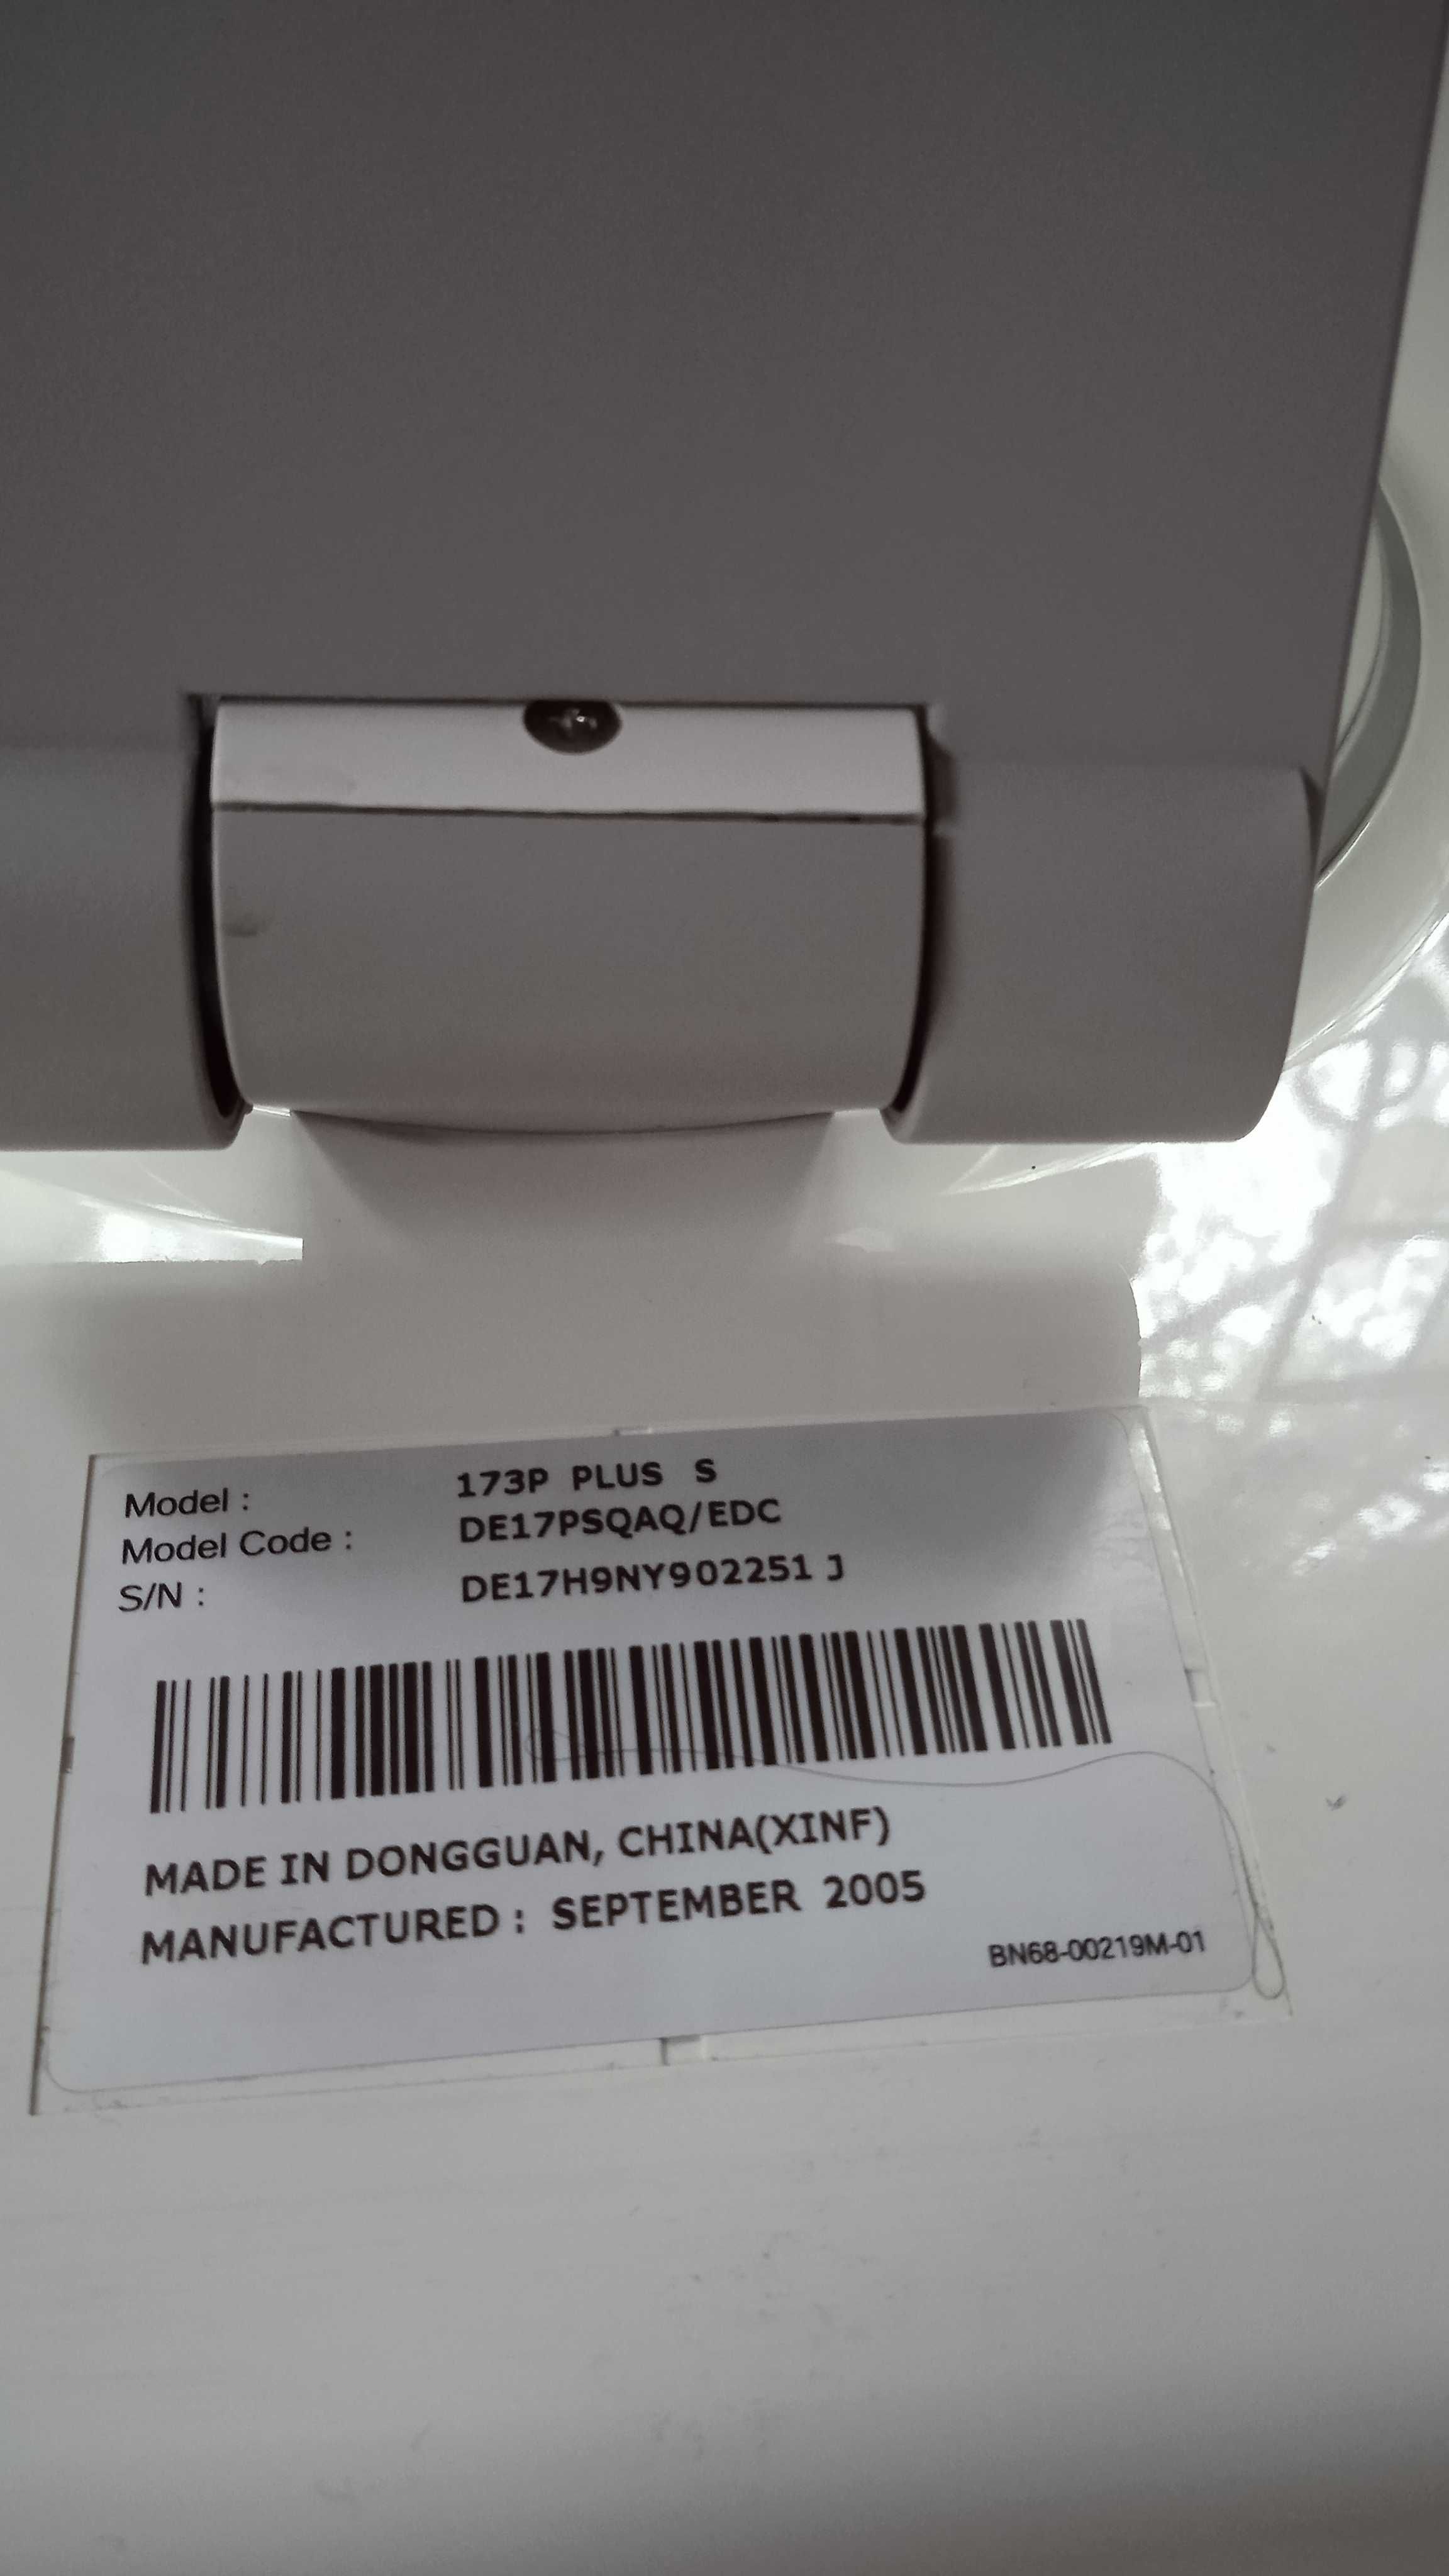 Model : 173P PLUS S
Model Code : DE17PSQAQ/EDC
S/N : DE17H9NY902251 J
MADE IN DONGGUAN, CHINA(XINF)
MANUFACTURED : SEPTEMBER 2005
BN68-00219M-01